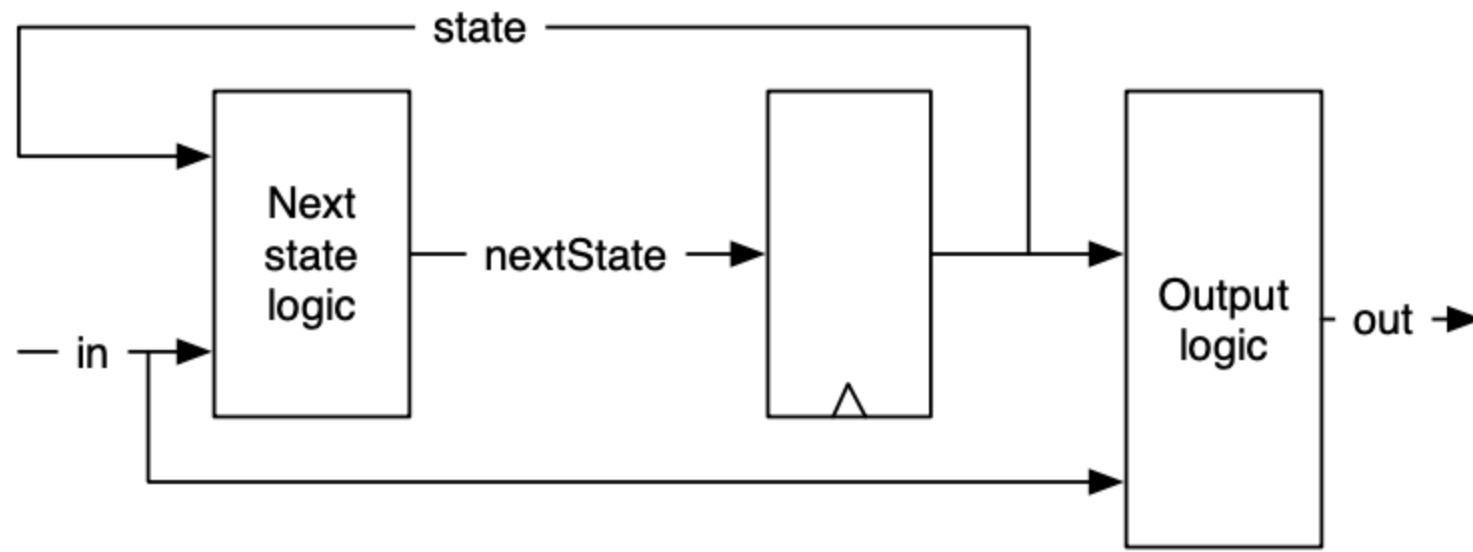 state
Next
state
logic
nextState
in
Output
logic
out